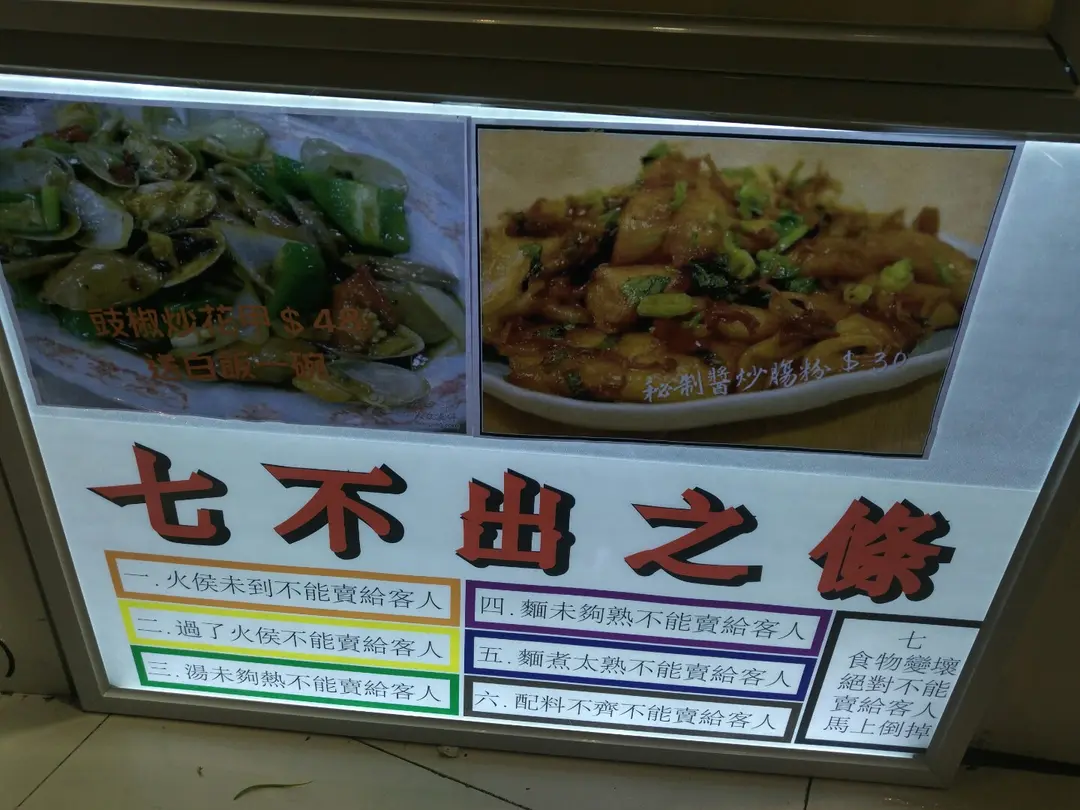 豉椒炒花甲$48
送白飯一碗
秘制醬炒腸粉$30
七不出之條
一.火侯未到不能賣給客人
二.過了火侯不能賣給客人
三.湯未夠熱不能賣給客人
四.麵未夠熟不能賣給客人
五.麵煮太熟不能賣給客人
六.配料不齊不能賣給客人
七
食物變壞
絕對不能
賣給客人
馬上倒掉